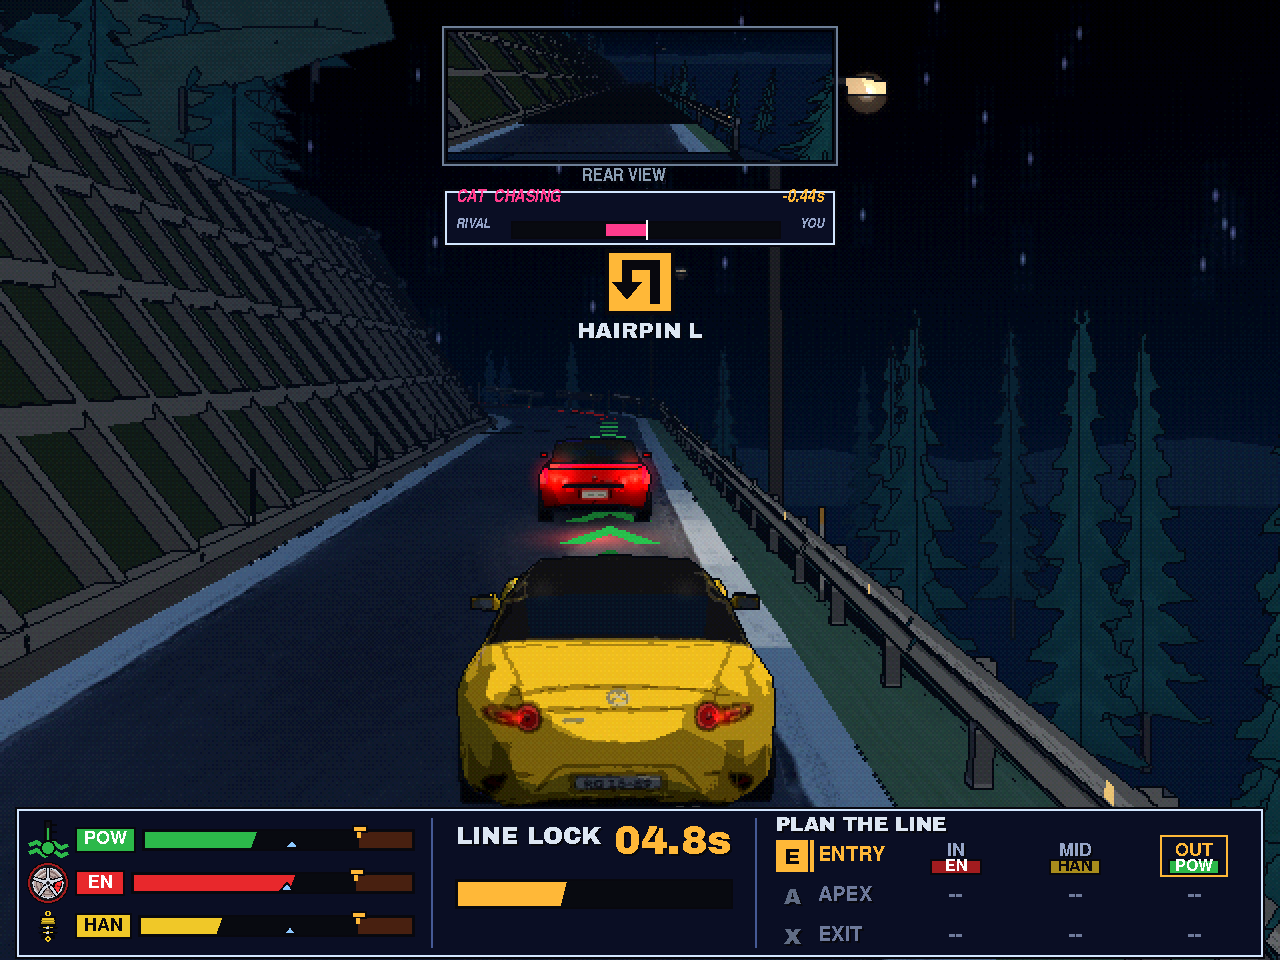 REAR VIEW
CAT CHASING -0.44s
RIVAL YOU
HAIRPIN L
POW
EN
HAN
LINE LOCK 04.8s
PLAN THE LINE
E ENTRY IN MID OUT
EN HAN POW
A APEX -- -- --
X EXIT -- -- --